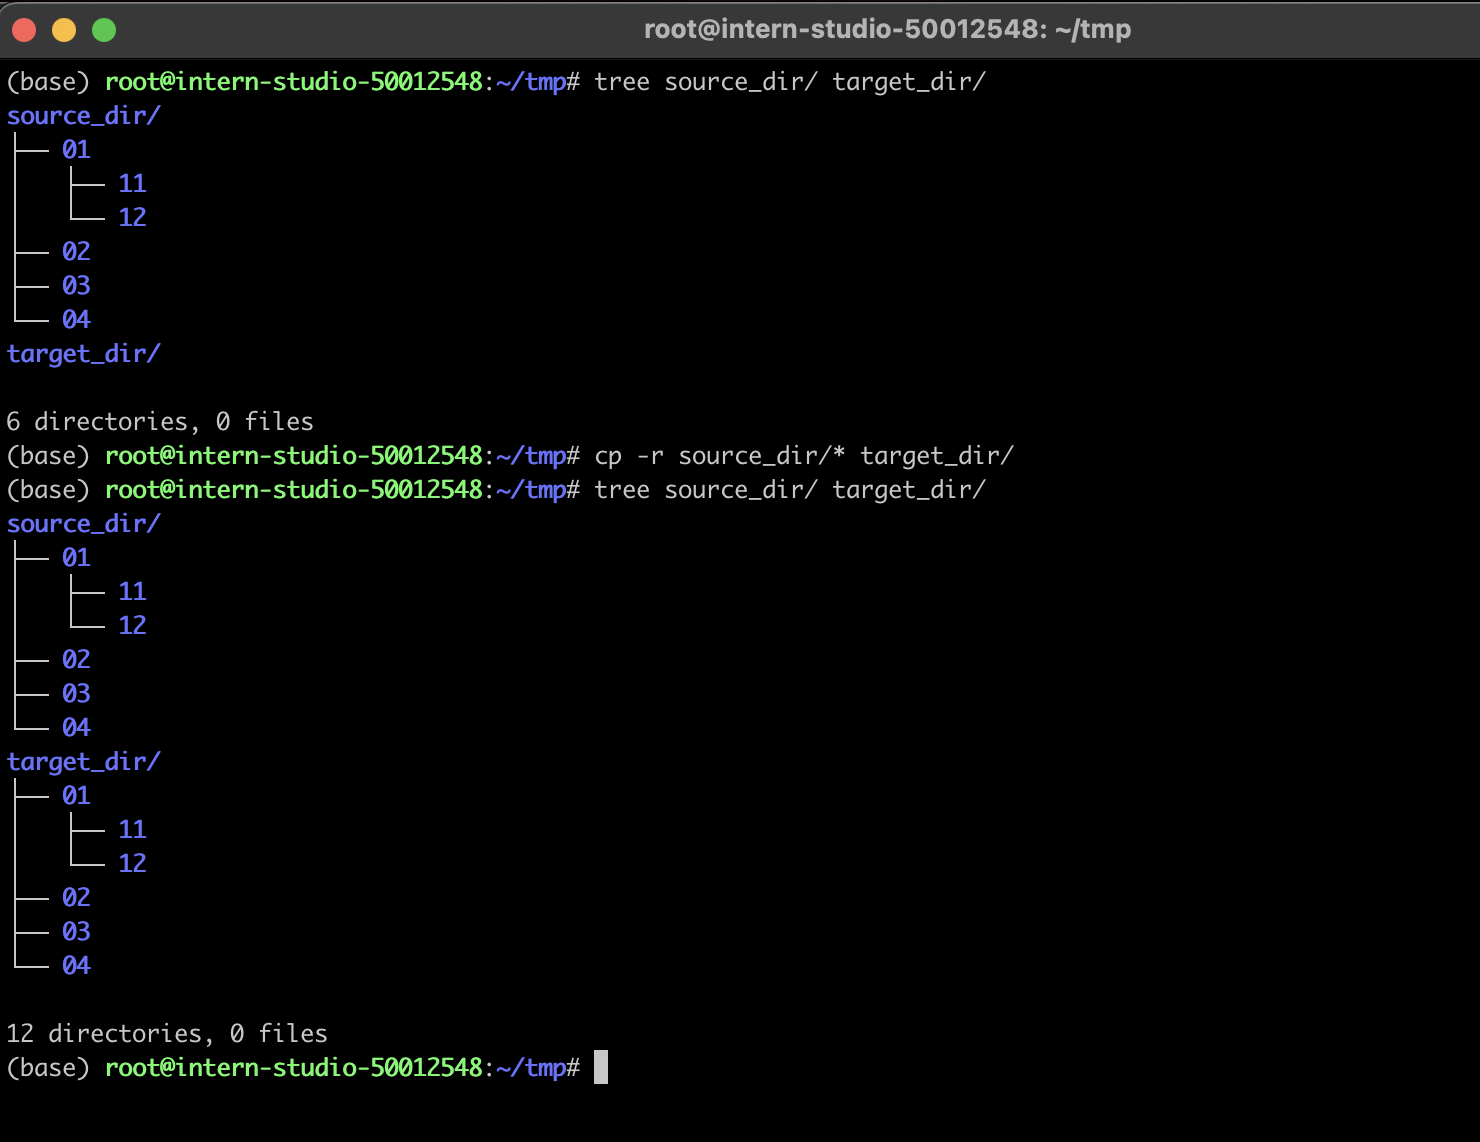 root@intern-studio-50012548: ~/tmp
(base) root@intern-studio-50012548:~/tmp# tree source_dir/ target_dir/
source_dir/
├── 01
│   ├── 11
│   └── 12
├── 02
├── 03
└── 04
target_dir/

6 directories, 0 files
(base) root@intern-studio-50012548:~/tmp# cp -r source_dir/* target_dir/
(base) root@intern-studio-50012548:~/tmp# tree source_dir/ target_dir/
source_dir/
├── 01
│   ├── 11
│   └── 12
├── 02
├── 03
└── 04
target_dir/
├── 01
│   ├── 11
│   └── 12
├── 02
├── 03
└── 04

12 directories, 0 files
(base) root@intern-studio-50012548:~/tmp#